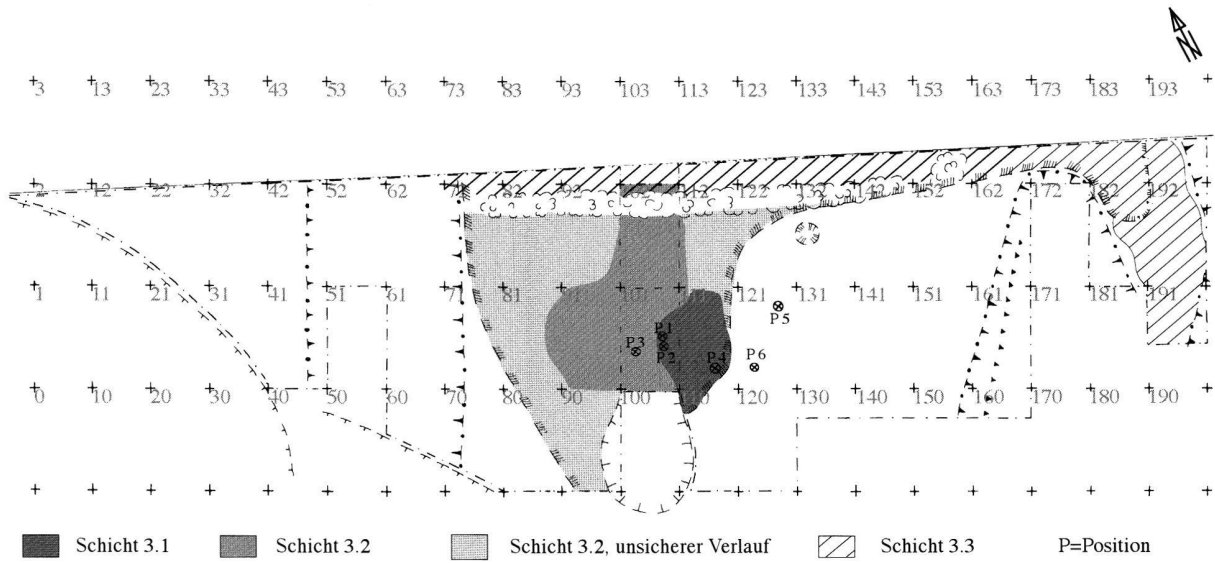 N
3 13 23 33 43 53 63 73 83 93 103 113 123 133 143 153 163 173 183 193
2 12 22 32 42 52 62 72 82 92 102 112 122 132 142 152 162 172 182 192
1 11 21 31 41 51 61 71 81 91 101 111 121 131 141 151 161 171 181 191
P5
P1
P3 P2 P4 P6
0 10 20 30 40 50 60 70 80 90 100 110 120 130 140 150 160 170 180 190
Schicht 3.1 Schicht 3.2 Schicht 3.2, unsicherer Verlauf Schicht 3.3 P=Position